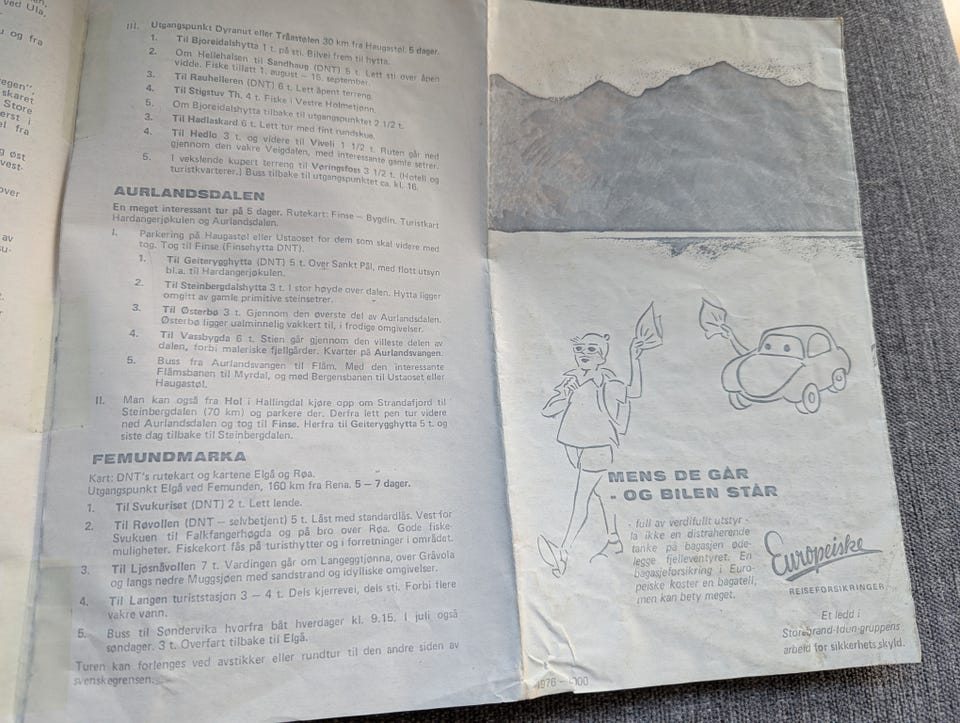 ved Ula,
u og fra
egen",
skaret
Store
erst i
el fra
g øst
vest-
over
av
su-
r
III. Utgangspunkt Dyranut eller Tråastølen 30 km fra Haugastøl. 5 dager.
1. Til Bjoreidalshytta 1 t. på sti. Bilvei frem til hytta.
2. Om Hellehalsen til Sandhaug (DNT) 5 t. Lett sti over åpen
vidde. Fiske tillatt 1. august – 15. september.
3. Til Rauhelleren (DNT) 6 t. Lett åpent terreng.
4. Til Stigstuv Th. 4 t. Fiske i Vestre Holmetjønn.
5. Om Bjoreidalshytta tilbake til utgangspunktet 2 1/2 t.
3. Til Hadlaskard 6 t. Lett tur med fint rundskue.
4. Til Hedlo 3 t. og videre til Viveli 1 1/2 t. Ruten går ned
gjennom den vakre Veigdalen, med interessante gamle setrer.
5. I vekslende kupert terreng til Vøringsfoss 3 1/2 t. (Hotell og
turistkvarterer.) Buss tilbake til utgangspunktet ca. kl. 16.
AURLANDSDALEN
En meget interessant tur på 5 dager. Rutekart: Finse – Bygdin. Turistkart
Hardangerjøkulen og Aurlandsdalen.
I. Parkering på Haugastøl eller Ustaoset for dem som skal videre med
tog. Tog til Finse (Finsehytta DNT).
1. Til Geiterygghytta (DNT) 5 t. Over Sankt Pål, med flott utsyn
bl.a. til Hardangerjøkulen.
2. Til Steinbergdalshytta 3 t. I stor høyde over dalen. Hytta ligger
omgitt av gamle primitive steinsetrer.
3. Til Østerbø 3 t. Gjennom den øverste del av Aurlandsdalen.
Østerbø ligger ualminnelig vakkert til, i frodige omgivelser.
4. Til Vassbygda 6 t. Stien går gjennom den villeste delen av
dalen, forbi maleriske fjellgårder. Kvarter på Aurlandsvangen.
5. Buss fra Aurlandsvangen til Flåm. Med den interessante
Flåmsbanen til Myrdal, og med Bergensbanen til Ustaoset eller
Haugastøl.
II. Man kan også fra Hol i Hallingdal kjøre opp om Strandafjord til
Steinbergdalen (70 km) og parkere der. Derfra lett pen tur videre
ned Aurlandsdalen og tog til Finse. Herfra til Geiterygghytta 5 t. og
siste dag tilbake til Steinbergdalen.
FEMUNDMARKA
Kart: DNT's rutekart og kartene Elgå og Røa.
Utgangspunkt Elgå ved Femunden, 160 km fra Rena. 5 – 7 dager.
1. Til Svukuriset (DNT) 2 t. Lett lende.
2. Til Røvollen (DNT – selvbetjent) 5 t. Låst med standardlås. Vest for
Svukuen til Falkfangerhøgda og på bro over Røa. Gode fiske-
muligheter. Fiskekort fås på turisthytter og i forretninger i området.
3. Til Ljøsnåvollen 7 t. Vardingen går om Langeggtjønna, over Gråvola
og langs nedre Muggsjøen med sandstrand og idylliske omgivelser.
4. Til Langen turiststasjon 3 – 4 t. Dels kjerrevei, dels sti. Forbi flere
vakre vann.
5. Buss til Søndervika hvorfra båt hverdager kl. 9.15. I juli også
søndager. 3 t. Overfart tilbake til Elgå.
Turen kan forlenges ved avstikker eller rundtur til den andre siden av
svenskegrensen.
MENS DE GÅR
- OG BILEN STÅR
- full av verdifullt utstyr -
la ikke en distraherende
tanke på bagasjen øde-
legge fjelleventyret. En
bagasjeforsikring i Euro-
peiske koster en bagatell,
men kan bety meget.
Europeiske
REISEFORSIKRINGER
Et ledd i
Storebrand-Idun-gruppens
arbeid for sikkerhets skyld.
1976 – 000